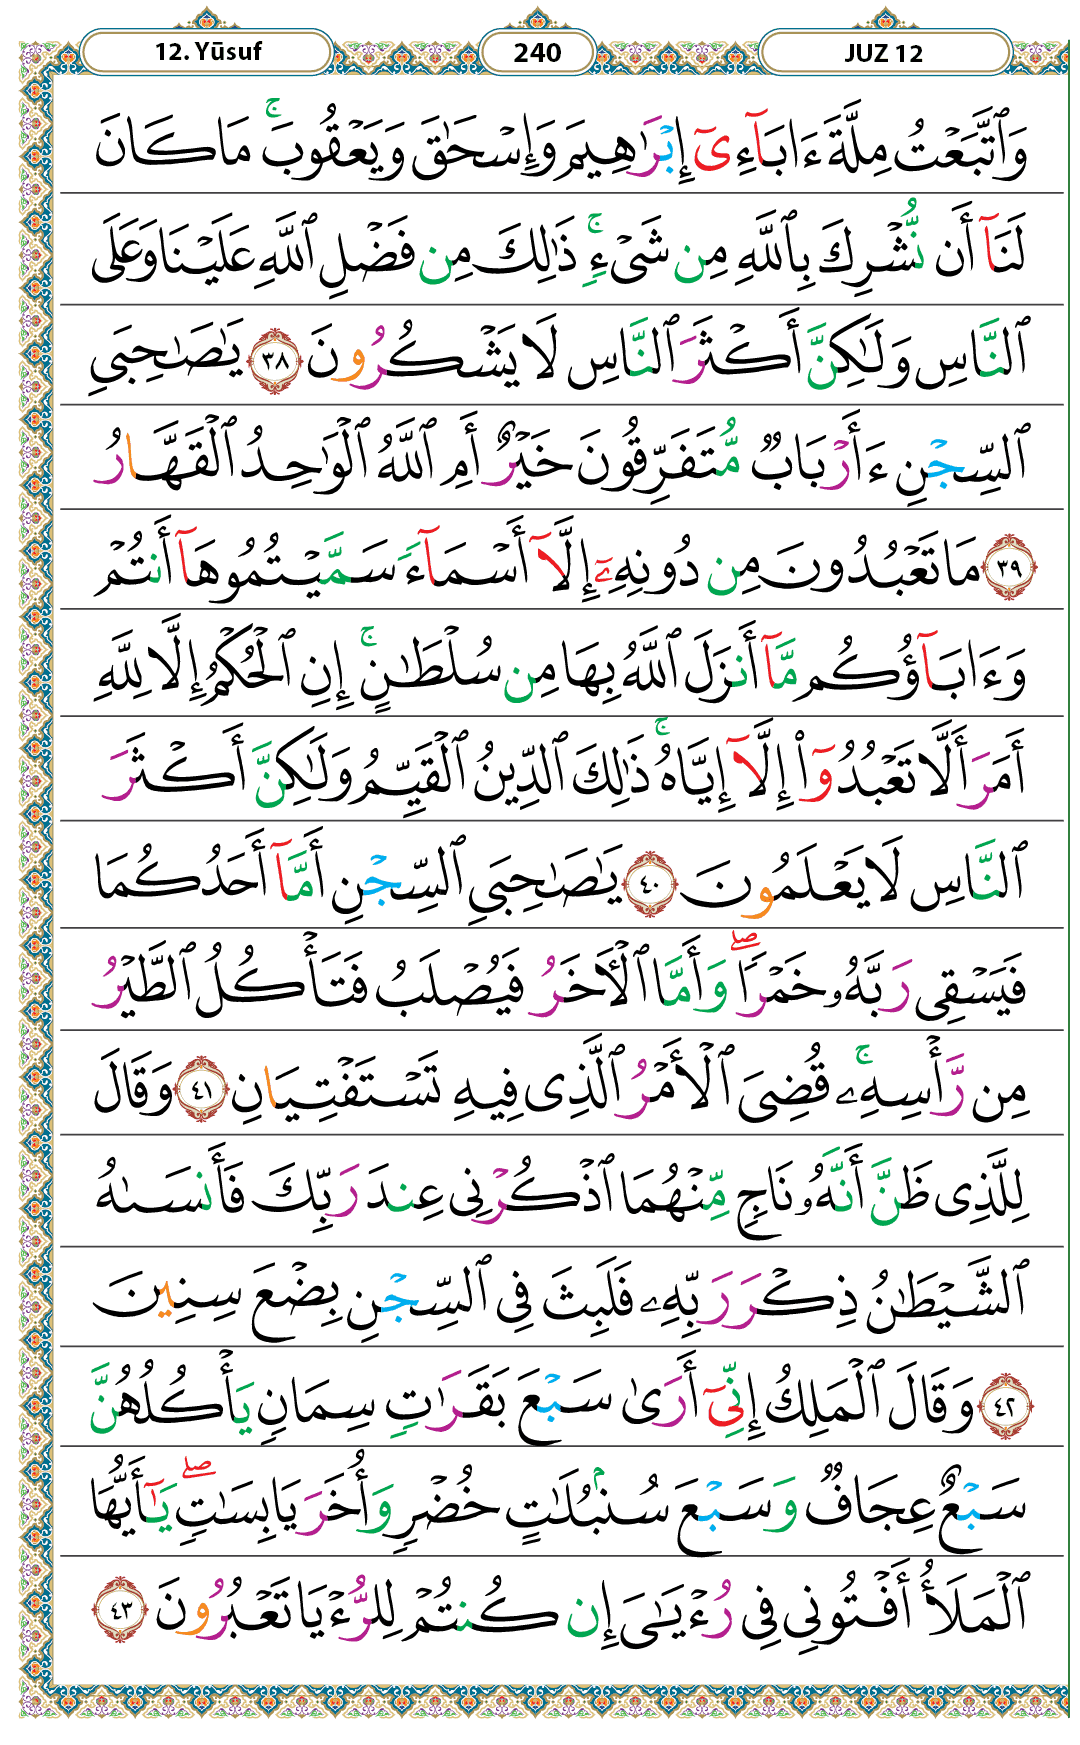 12. Yūsuf
240
JUZ 12
وَٱتَّبَعْتُ مِلَّةَ ءَابَآءِىٓ إِبْرَٰهِيمَ وَإِسْحَٰقَ وَيَعْقُوبَ ۚ مَا كَانَ
لَنَآ أَن نُّشْرِكَ بِٱللَّهِ مِن شَىْءٍ ۚ ذَٰلِكَ مِن فَضْلِ ٱللَّهِ عَلَيْنَا وَعَلَى
ٱلنَّاسِ وَلَٰكِنَّ أَكْثَرَ ٱلنَّاسِ لَا يَشْكُرُونَ ٣٨ يَٰصَٰحِبَىِ
ٱلسِّجْنِ ءَأَرْبَابٌ مُّتَفَرِّقُونَ خَيْرٌ أَمِ ٱللَّهُ ٱلْوَٰحِدُ ٱلْقَهَّارُ
٣٩ مَا تَعْبُدُونَ مِن دُونِهِۦٓ إِلَّآ أَسْمَآءً سَمَّيْتُمُوهَآ أَنتُمْ
وَءَابَآؤُكُم مَّآ أَنزَلَ ٱللَّهُ بِهَا مِن سُلْطَٰنٍ ۚ إِنِ ٱلْحُكْمُ إِلَّا لِلَّهِ
أَمَرَ أَلَّا تَعْبُدُوٓا۟ إِلَّآ إِيَّاهُ ۚ ذَٰلِكَ ٱلدِّينُ ٱلْقَيِّمُ وَلَٰكِنَّ أَكْثَرَ
ٱلنَّاسِ لَا يَعْلَمُونَ ٤٠ يَٰصَٰحِبَىِ ٱلسِّجْنِ أَمَّآ أَحَدُكُمَا
فَيَسْقِى رَبَّهُۥ خَمْرًا ۖ وَأَمَّا ٱلْأَخَرُ فَيُصْلَبُ فَتَأْكُلُ ٱلطَّيْرُ
مِن رَّأْسِهِۦ ۚ قُضِىَ ٱلْأَمْرُ ٱلَّذِى فِيهِ تَسْتَفْتِيَانِ ٤١ وَقَالَ
لِلَّذِى ظَنَّ أَنَّهُۥ نَاجٍ مِّنْهُمَا ٱذْكُرْنِى عِندَ رَبِّكَ فَأَنسَىٰهُ
ٱلشَّيْطَٰنُ ذِكْرَ رَبِّهِۦ فَلَبِثَ فِى ٱلسِّجْنِ بِضْعَ سِنِينَ
٤٢ وَقَالَ ٱلْمَلِكُ إِنِّىٓ أَرَىٰ سَبْعَ بَقَرَٰتٍ سِمَانٍ يَأْكُلُهُنَّ
سَبْعٌ عِجَافٌ وَسَبْعَ سُنۢبُلَٰتٍ خُضْرٍ وَأُخَرَ يَابِسَٰتٍ ۖ يَٰٓأَيُّهَا
ٱلْمَلَأُ أَفْتُونِى فِى رُءْيَٰىَ إِن كُنتُمْ لِلرُّءْيَا تَعْبُرُونَ ٤٣